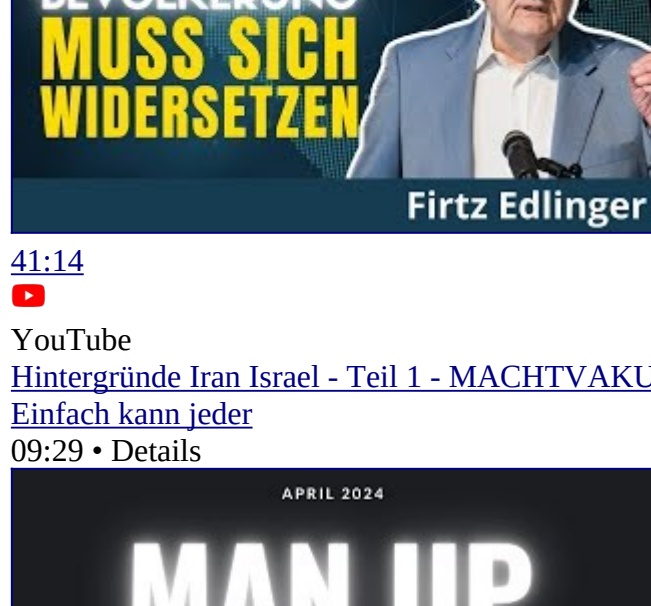 BEVÖLKERUNG
MUSS SICH
WIDERSETZEN
Firtz Edlinger
41:14
YouTube
Hintergründe Iran Israel - Teil 1 - MACHTVAKU
Einfach kann jeder
09:29 • Details
APRIL 2024
MAN UP